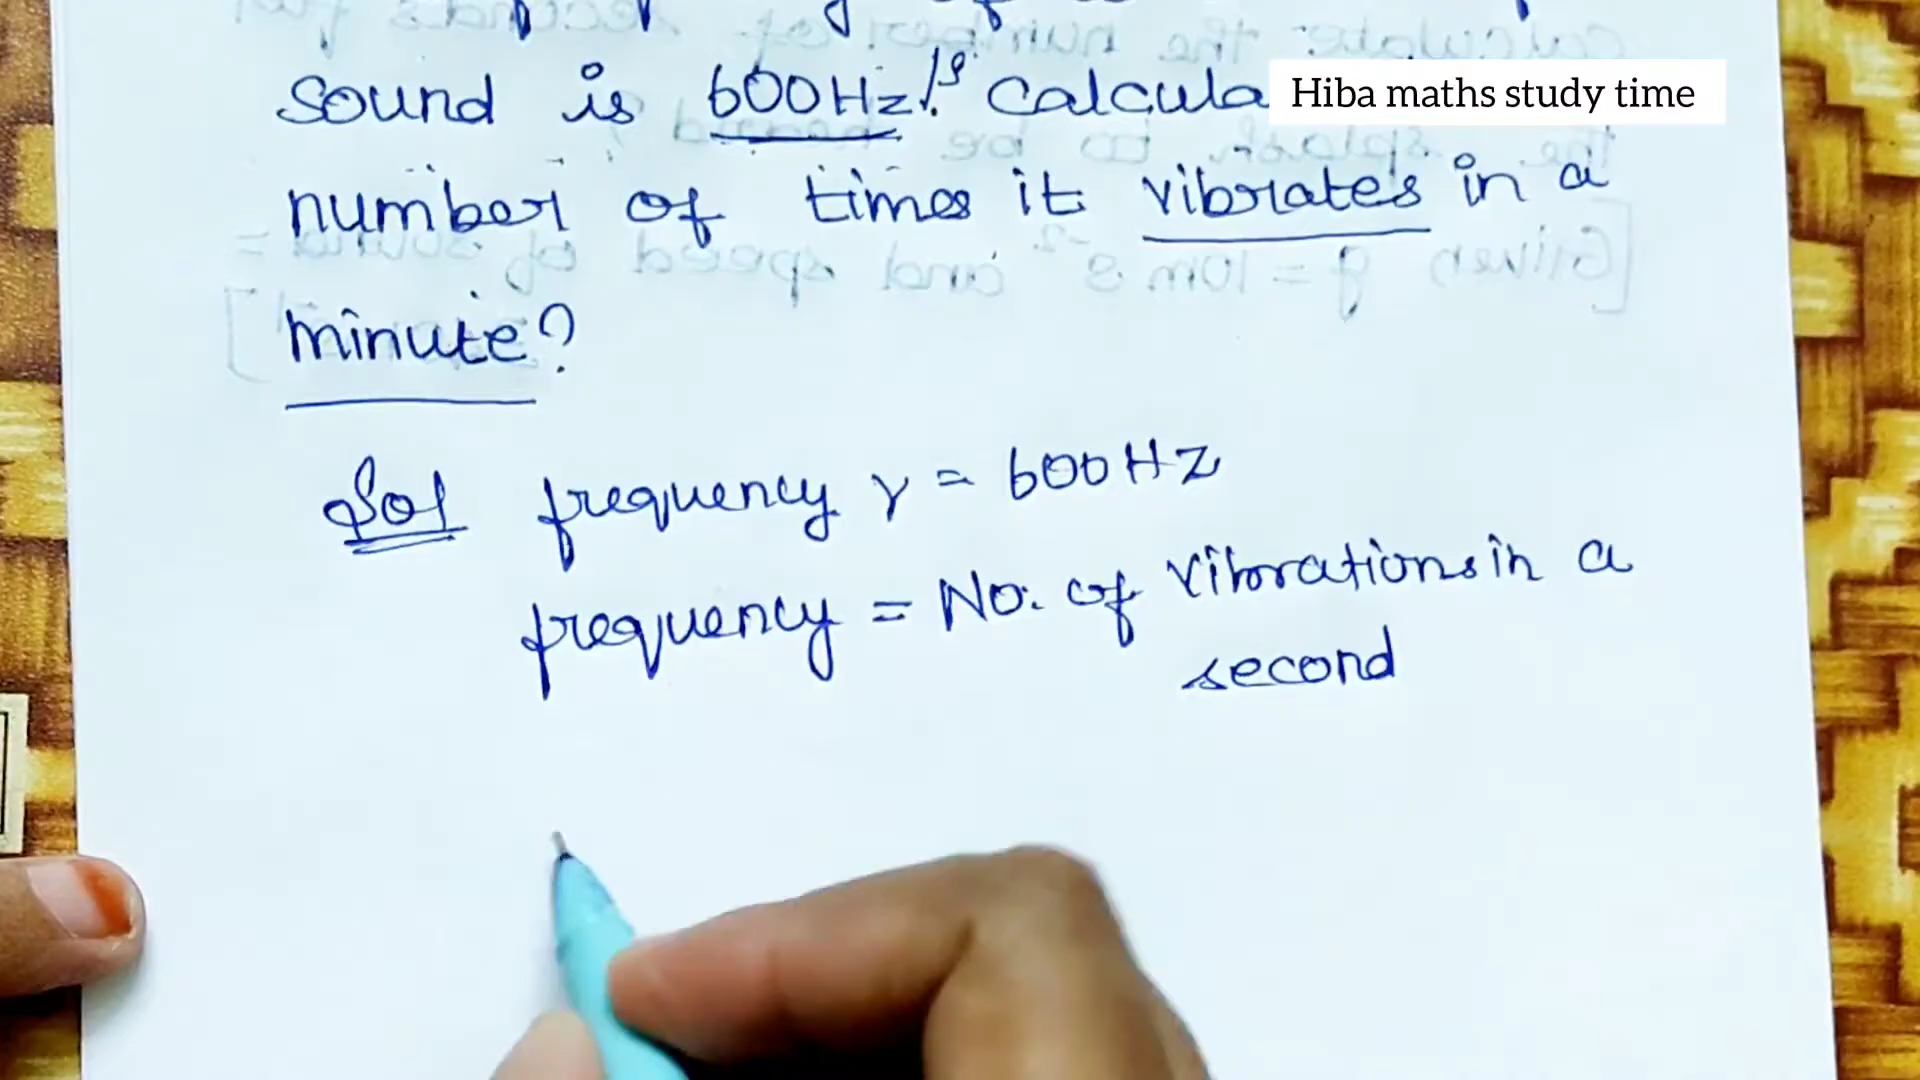 sound is 600Hz. Calcula
Hiba maths study time
number of times it vibrates in a
minute?
Sol frequency ν = 600Hz
frequency = No. of vibrations in a
second